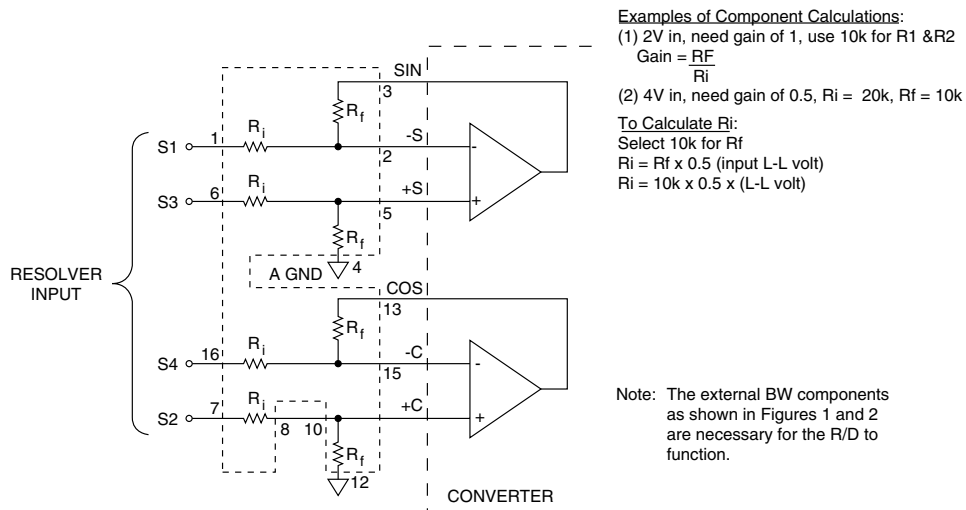 Examples of Component Calculations:
(1) 2V in, need gain of 1, use 10k for R1 &R2
Gain = RF
Ri
(2) 4V in, need gain of 0.5, Ri = 20k, Rf = 10k
To Calculate Ri:
Select 10k for Rf
Ri = Rf x 0.5 (input L-L volt)
Ri = 10k x 0.5 x (L-L volt)
SIN
3
Rf
S1
1
Ri
-S
2
-
S3
6
Ri
+S
5
+
Rf
A GND
4
RESOLVER
INPUT
COS
13
Rf
S4
16
Ri
-C
15
-
S2
7
Ri
8
10
+C
+
Rf
12
CONVERTER
Note: The external BW components
as shown in Figures 1 and 2
are necessary for the R/D to
function.